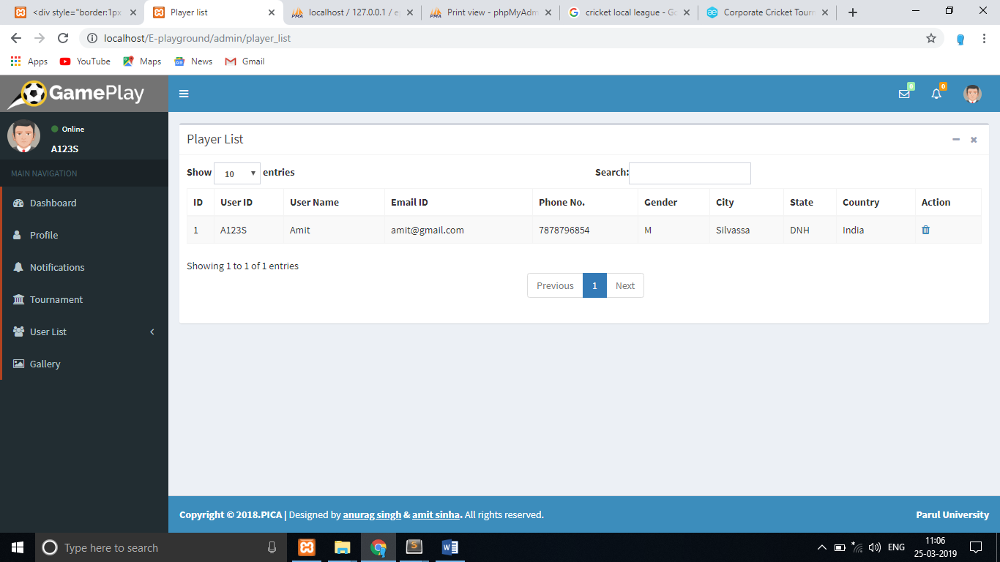 <div style="border:1px
Player list
localhost / 127.0.0.1 / ep
Print view - phpMyAdm
cricket local league - Go
Corporate Cricket Tourn
localhost/E-playground/admin/player_list
Apps YouTube Maps News Gmail
GamePlay
0 0
Online
A123S
MAIN NAVIGATION
Dashboard
Profile
Notifications
Tournament
User List
Gallery
Player List
Show 10 entries Search:
ID User ID User Name Email ID Phone No. Gender City State Country Action
1 A123S Amit amit@gmail.com 7878796854 M Silvassa DNH India
Showing 1 to 1 of 1 entries
Previous 1 Next
Copyright © 2018.PICA | Designed by anurag singh & amit sinha. All rights reserved. Parul University
Type here to search
ENG
11:06
25-03-2019